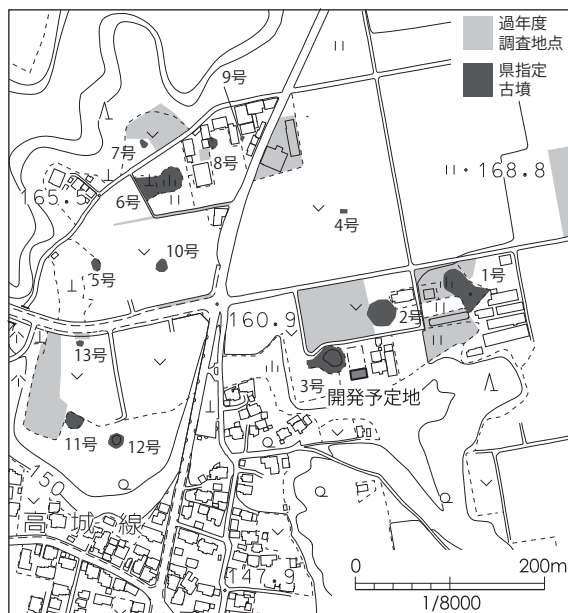 過年度
調査地点
県指定
古墳
9号
7号
8号
168.8
165.5
6号
4号
10号
5号
1号
2号
160.9
13号
3号
開発予定地
11号
12号
150
高城線
147.9
0
200m
1/8000